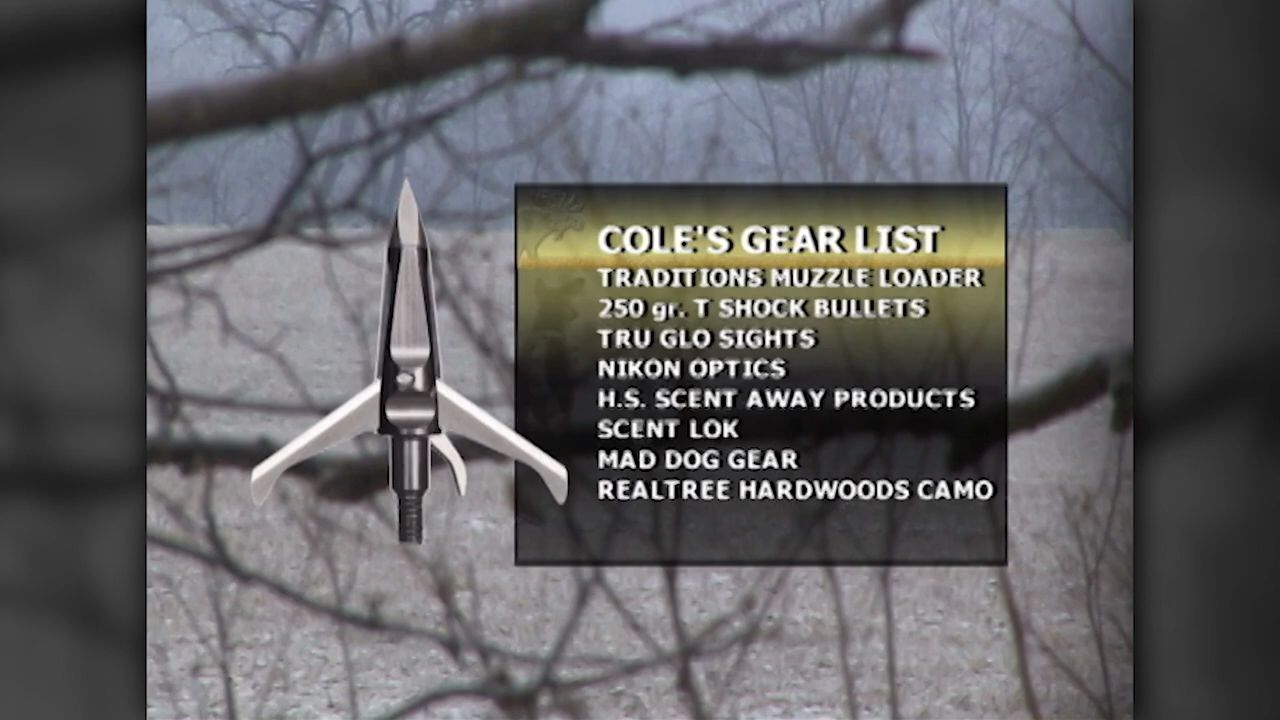 COLE'S GEAR LIST
TRADITIONS MUZZLE LOADER
250 gr. T SHOCK BULLETS
TRU GLO SIGHTS
NIKON OPTICS
H.S. SCENT AWAY PRODUCTS
SCENT LOK
MAD DOG GEAR
REALTREE HARDWOODS CAMO